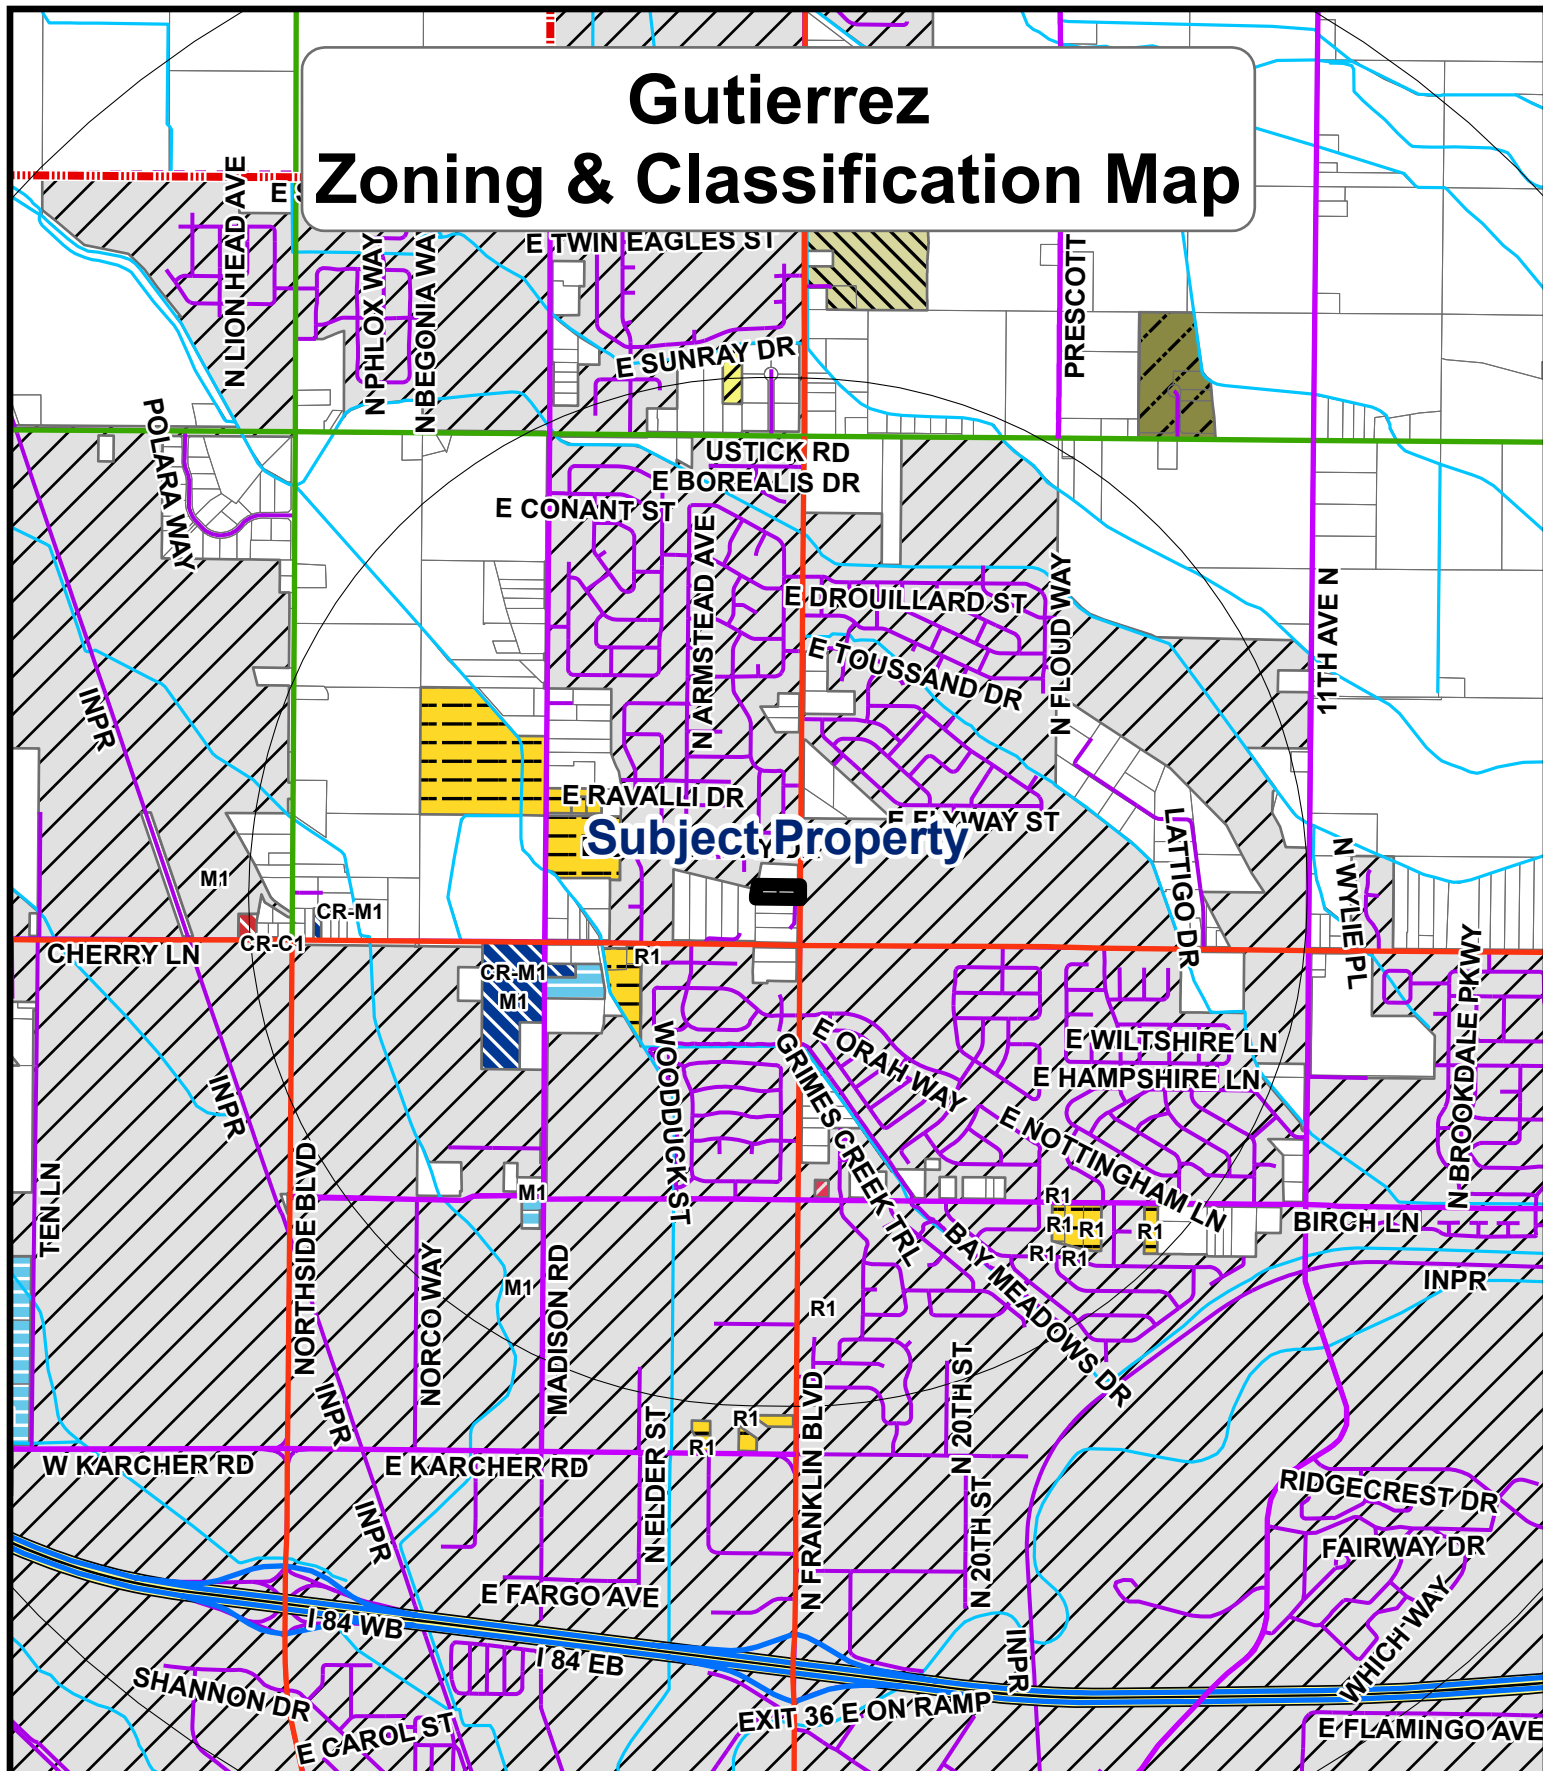 Gutierrez
Zoning & Classification Map
E S
N LION HEAD AVE
N PHLOX WAY
N BEGONIA WA
E TWIN EAGLES ST
PRESCOTT
E SUNRAY DR
POLARA WAY
USTICK RD
E BOREALIS DR
E CONANT ST
N ARMSTEAD AVE
E DROUILLARD ST
N FLOUD WAY
11TH AVE N
E TOUSSAND DR
INPR
E RAVALLI DR
E FLYWAY ST
Subject Property
LATTIGO DR
N WYLIE PL
M1
CR-M1
CR-C1
CHERRY LN
R1
CR-M1
M1
N BROOKDALE PKWY
WOODDUCK ST
GRIMES CREEK TRL
E ORAH WAY
E WILTSHIRE LN
E HAMPSHIRE LN
INPR
E NOTTINGHAM LN
TEN LN
NORTHSIDE BLVD
M1
R1
R1
R1
R1
R1
R1
BIRCH LN
BAY MEADOWS DR
NORCO WAY
MADISON RD
M1
INPR
R1
N 20TH ST
INPR
N FRANKLIN BLVD
R1
R1
N ELDER ST
W KARCHER RD
E KARCHER RD
RIDGECREST DR
INPR
N 20TH ST
FAIRWAY DR
E FARGO AVE
WHICH WAY
I 84 WB
I 84 EB
INPR
SHANNON DR
EXIT 36 E ON RAMP
E CAROL ST
E FLAMINGO AVE